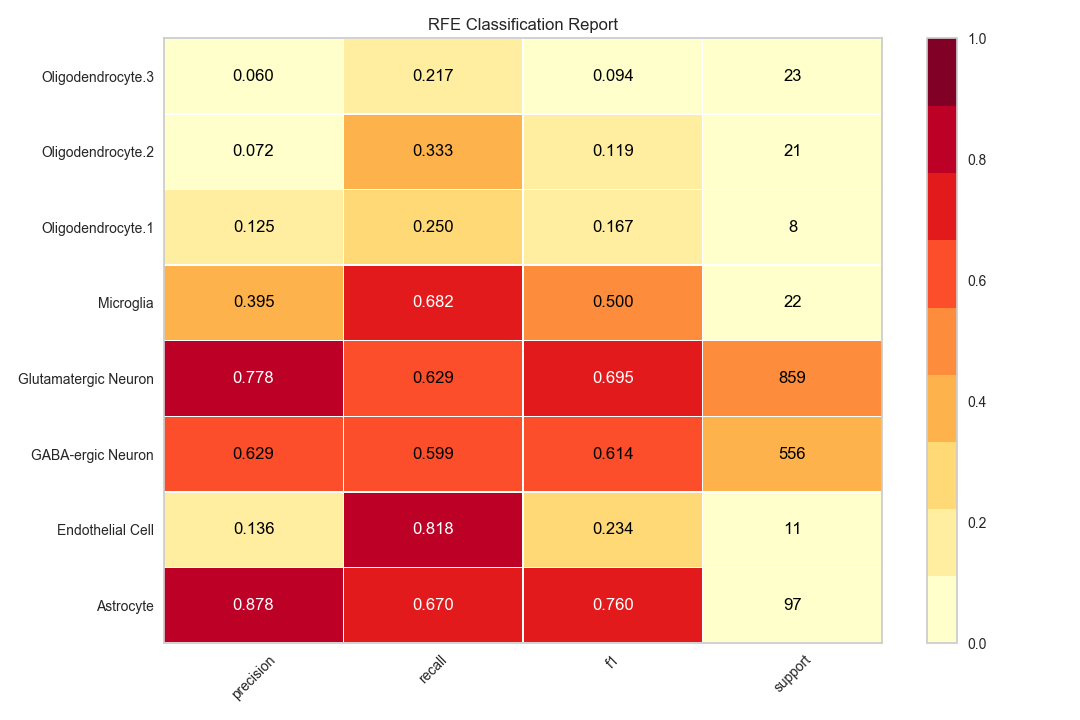 RFE Classification Report
Oligodendrocyte.3 0.060 0.217 0.094 23
Oligodendrocyte.2 0.072 0.333 0.119 21
Oligodendrocyte.1 0.125 0.250 0.167 8
Microglia 0.395 0.682 0.500 22
Glutamatergic Neuron 0.778 0.629 0.695 859
GABA-ergic Neuron 0.629 0.599 0.614 556
Endothelial Cell 0.136 0.818 0.234 11
Astrocyte 0.878 0.670 0.760 97
precision recall f1 support
1.0
0.8
0.6
0.4
0.2
0.0